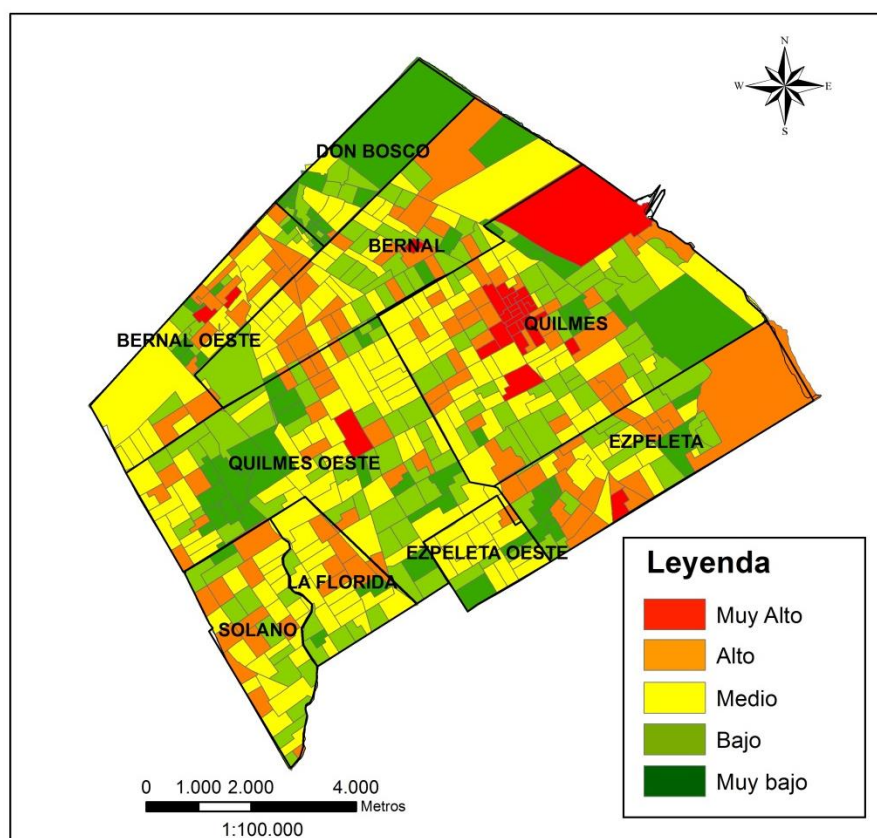 N
W E
S
DON BOSCO
BERNAL
QUILMES
BERNAL OESTE
EZPELETA
QUILMES OESTE
EZPELETA OESTE
LA FLORIDA
SOLANO
Leyenda
Muy Alto
Alto
Medio
Bajo
Muy bajo
0 1.000 2.000 4.000
Metros
1:100.000